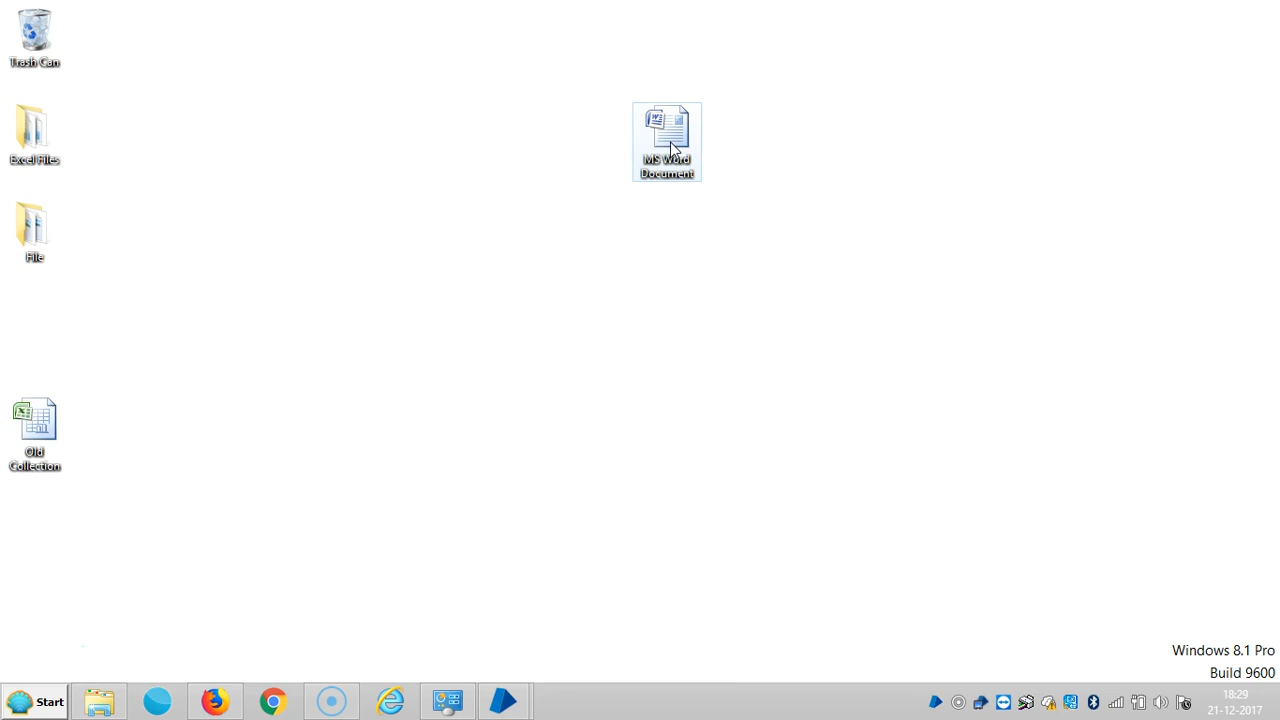 Trash Can
Excel Files
File
Old
Collection
MS Word
Document
Windows 8.1 Pro
Build 9600
Start
18:29
21-12-2017